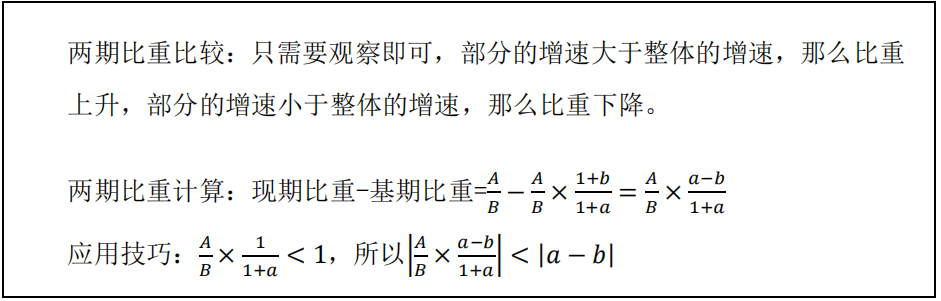 两期比重比较：只需要观察即可，部分的增速大于整体的增速，那么比重
上升，部分的增速小于整体的增速，那么比重下降。
两期比重计算：现期比重-基期比重=$\frac{A}{B}-\frac{A}{B}\times\frac{1+b}{1+a}=\frac{A}{B}\times\frac{a-b}{1+a}$
应用技巧：$\frac{A}{B}\times\frac{1}{1+a}<1$，所以$\left|\frac{A}{B}\times\frac{a-b}{1+a}\right|<|a-b|$